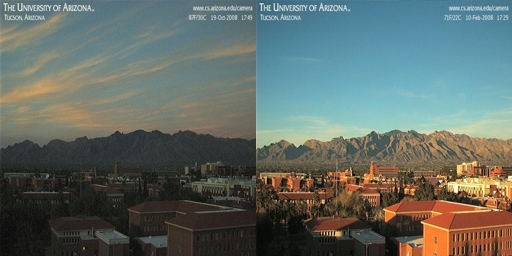 THE UNIVERSITY OF ARIZONA. www.cs.arizona.edu/camera
TUCSON, ARIZONA 87F/30C 19-Oct-2008 17:49
THE UNIVERSITY OF ARIZONA. www.cs.arizona.edu/camera
TUCSON, ARIZONA 71F/22C 10-Feb-2008 17:29